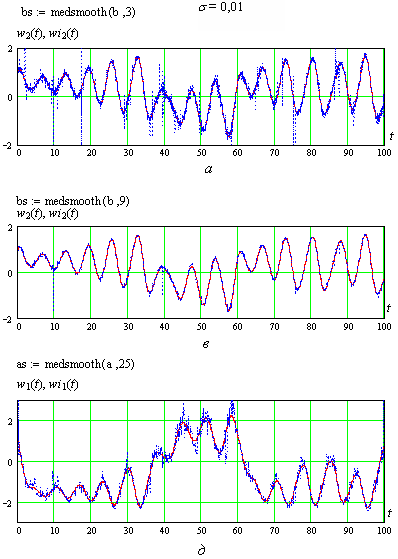 bs := medsmooth(b ,3) σ = 0,01
w₂(t), wi₂(t)
2
0
-2
0 10 20 30 40 50 60 70 80 90 100
t
а
bs := medsmooth(b ,9)
w₂(t), wi₂(t)
2
0
-2
0 10 20 30 40 50 60 70 80 90 100
t
в
as := medsmooth(a ,25)
w₁(t), wi₁(t)
2
0
-2
0 10 20 30 40 50 60 70 80 90 100
t
д